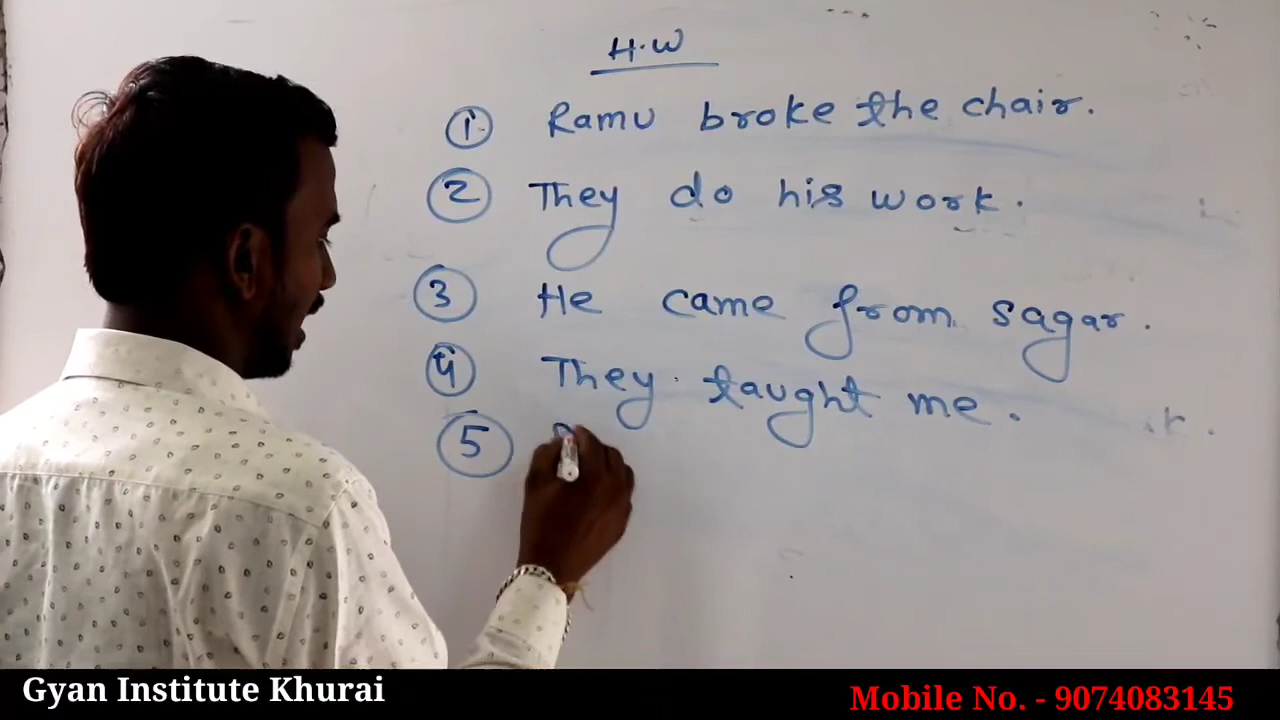 H.W
① Ramu broke the chair.
② They do his work.
③ He came from sagar.
④ They taught me.
⑤
Gyan Institute Khurai
Mobile No. - 9074083145